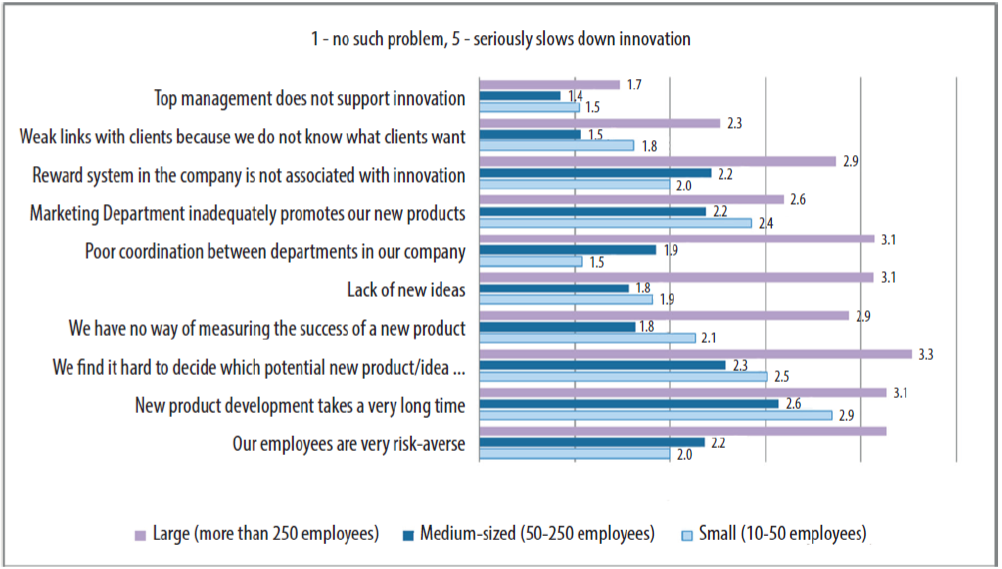 1 - no such problem, 5 - seriously slows down innovation
1.7
Top management does not support innovation
1.4
1.5
2.3
Weak links with clients because we do not know what clients want
1.5
1.8
2.9
Reward system in the company is not associated with innovation
2.2
2.0
2.6
Marketing Department inadequately promotes our new products
2.2
2.4
3.1
Poor coordination between departments in our company
1.9
1.5
3.1
Lack of new ideas
1.8
1.9
2.9
We have no way of measuring the success of a new product
1.8
2.1
3.3
We find it hard to decide which potential new product/idea ...
2.3
2.5
3.1
New product development takes a very long time
2.6
2.9
Our employees are very risk-averse
2.2
2.0
Large (more than 250 employees) Medium-sized (50-250 employees) Small (10-50 employees)